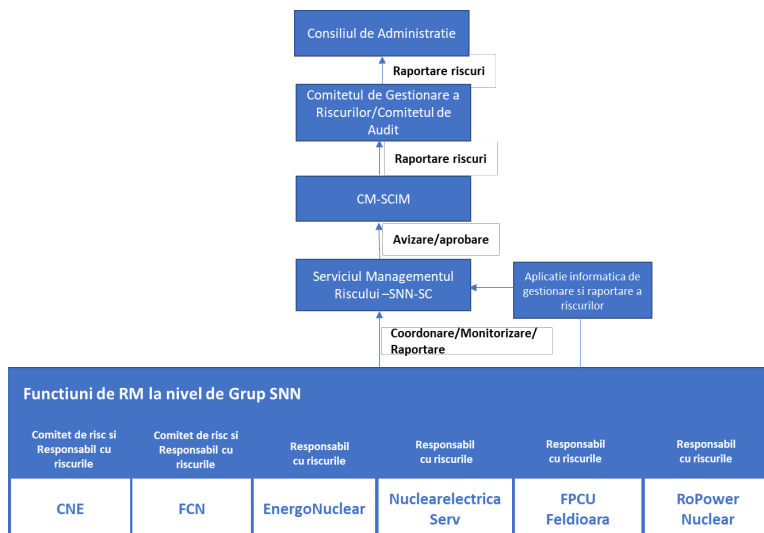 Consiliul de Administratie
Raportare riscuri
Comitetul de Gestionare a
Riscurilor/Comitetul de
Audit
Raportare riscuri
CM-SCIM
Avizare/aprobare
Serviciul Managementul
Riscului –SNN-SC
Aplicatie informatica de
gestionare si raportare a
riscurilor
Coordonare/Monitorizare/
Raportare
Functiuni de RM la nivel de Grup SNN
Comitet de risc si
Responsabil cu
riscurile
Comitet de risc si
Responsabil cu
riscurile
Responsabil
cu riscurile
Responsabil
cu riscurile
Responsabil
cu riscurile
Responsabil
cu riscurile
CNE
FCN
EnergoNuclear
Nuclearelectrica
Serv
FPCU
Feldioara
RoPower
Nuclear